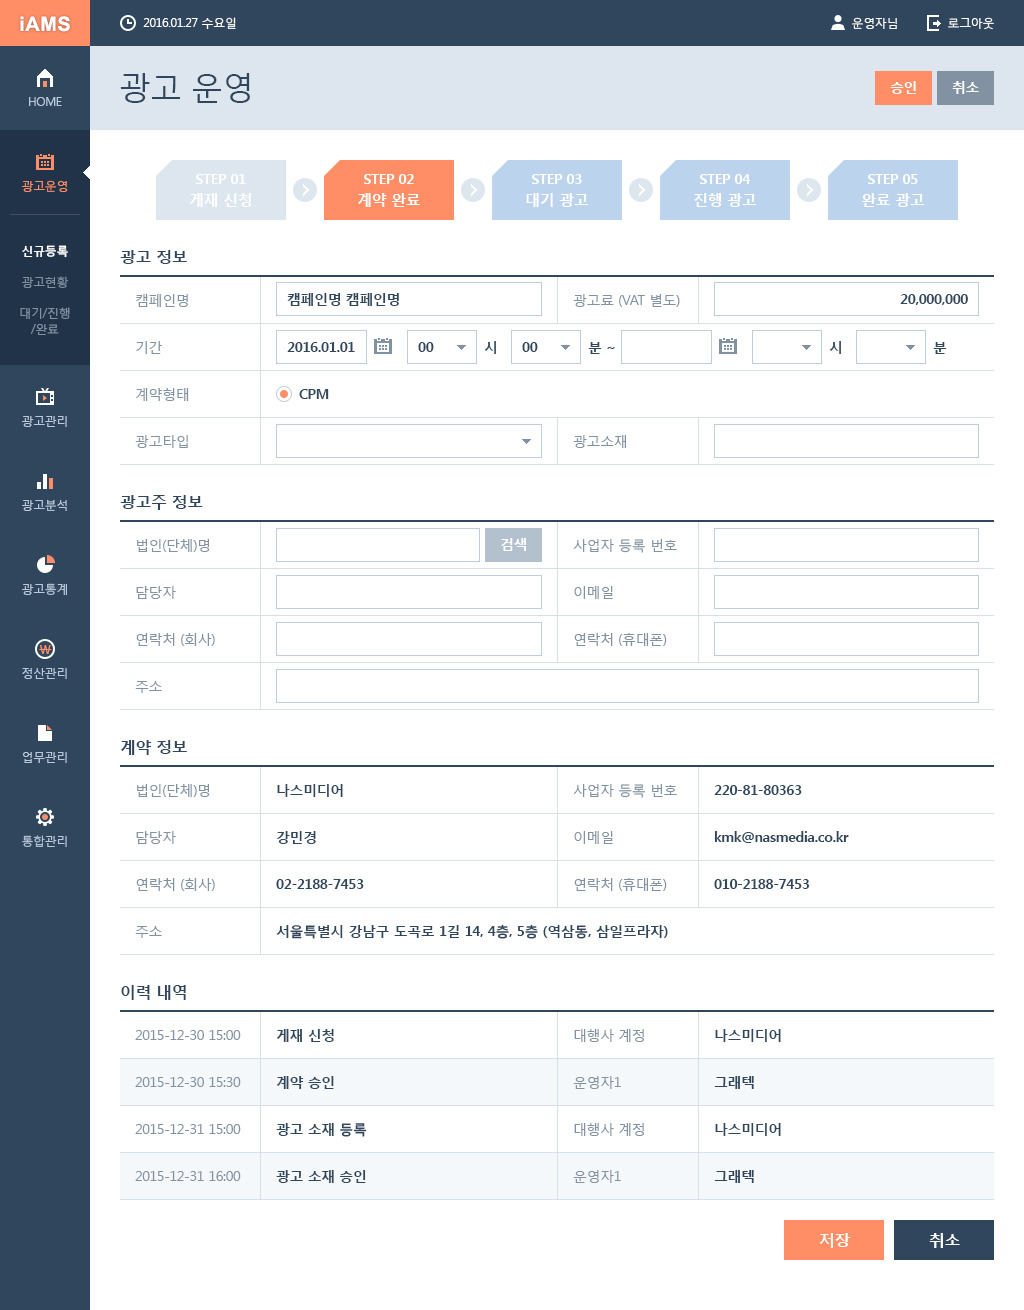 iAMS
2016.01.27 수요일
운영자님
로그아웃
HOME
광고운영
신규등록
광고현황
대기/진행
/완료
광고관리
광고분석
광고통계
정산관리
업무관리
통합관리
광고 운영
승인
취소
STEP 01
게재 신청
STEP 02
계약 완료
STEP 03
대기 광고
STEP 04
진행 광고
STEP 05
완료 광고
광고 정보
캠페인명 캠페인명 캠페인명 광고료 (VAT 별도) 20,000,000
기간 2016.01.01 00 시 00 분 ~ 시 분
계약형태 CPM
광고타입 광고소재
광고주 정보
법인(단체)명 검색 사업자 등록 번호
담당자 이메일
연락처 (회사) 연락처 (휴대폰)
주소
계약 정보
법인(단체)명 나스미디어 사업자 등록 번호 220-81-80363
담당자 강민경 이메일 kmk@nasmedia.co.kr
연락처 (회사) 02-2188-7453 연락처 (휴대폰) 010-2188-7453
주소 서울특별시 강남구 도곡로 1길 14, 4층, 5층 (역삼동, 삼일프라자)
이력 내역
2015-12-30 15:00 게재 신청 대행사 계정 나스미디어
2015-12-30 15:30 계약 승인 운영자1 그래텍
2015-12-31 15:00 광고 소재 등록 대행사 계정 나스미디어
2015-12-31 16:00 광고 소재 승인 운영자1 그래텍
저장
취소